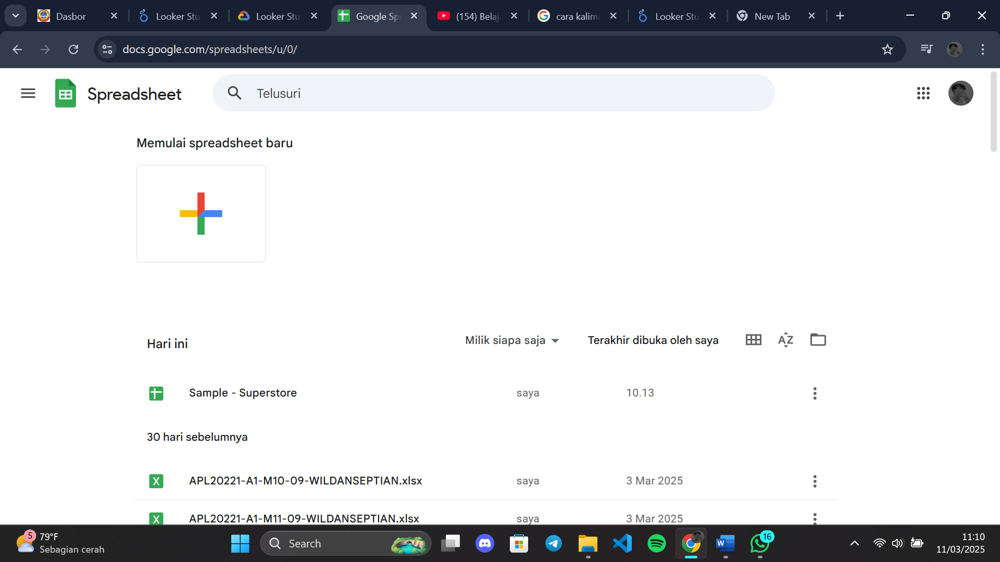 Dasbor
Looker Stu
Looker Stu
Google Sp
(154) Belaja
cara kalima
Looker Stu
New Tab
docs.google.com/spreadsheets/u/0/
Spreadsheet
Telusuri
Memulai spreadsheet baru
Hari ini
Milik siapa saja
Terakhir dibuka oleh saya
AZ
Sample - Superstore saya 10.13
30 hari sebelumnya
X APL20221-A1-M10-09-WILDANSEPTIAN.xlsx saya 3 Mar 2025
X APL20221-A1-M11-09-WILDANSEPTIAN.xlsx saya 3 Mar 2025
5
79°F
Sebagian cerah
Search
W
16
11:10
11/03/2025